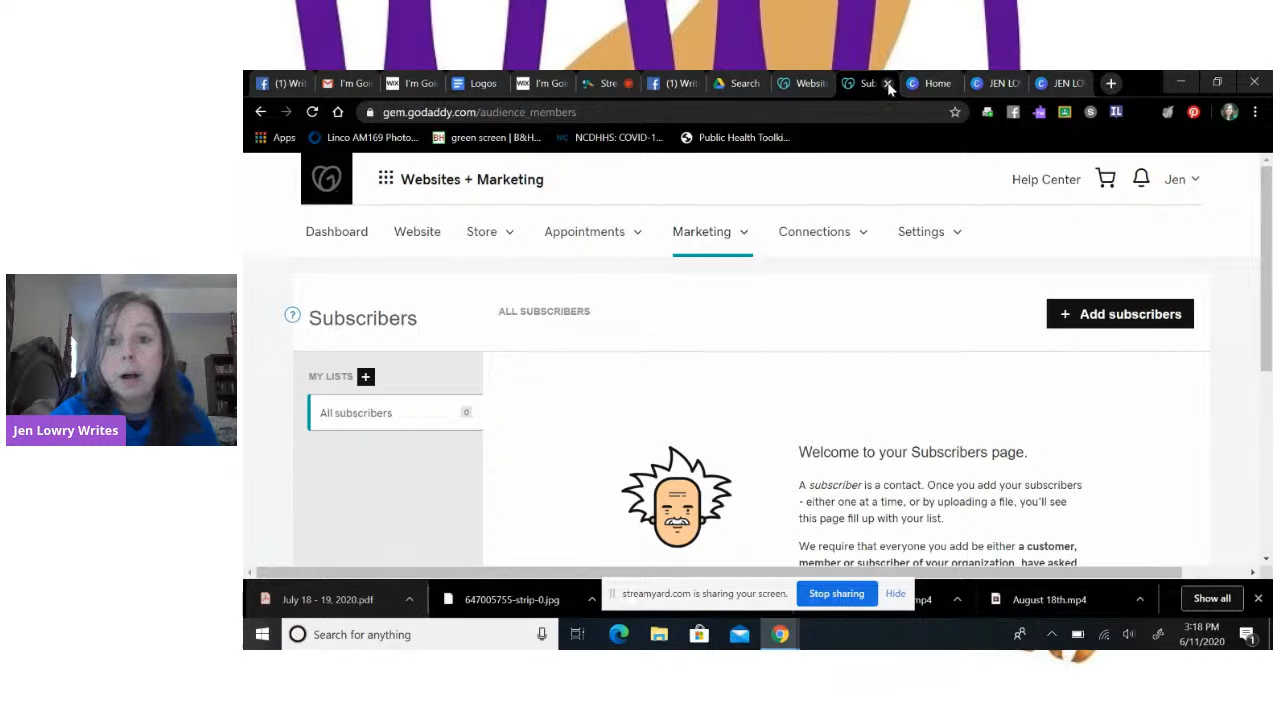 (1) Writ
I'm Goi
WIX I'm Goi
Logos
WIX I'm Goi
Stre
(1) Writ
Search
Websit
Sub
Home
JEN LO
JEN LO
gem.godaddy.com/audience_members
Apps
Linco AM169 Photo...
BH green screen | B&H...
NC NCDHHS: COVID-1...
Public Health Toolki...
Websites + Marketing
Help Center
Jen
Dashboard
Website
Store
Appointments
Marketing
Connections
Settings
? Subscribers
ALL SUBSCRIBERS
+ Add subscribers
MY LISTS +
All subscribers 0
Welcome to your Subscribers page.
A subscriber is a contact. Once you add your subscribers
- either one at a time, or by uploading a file, you'll see
this page fill up with your list.
We require that everyone you add be either a customer,
member or subscriber of your organization, have asked
Jen Lowry Writes
July 18 - 19, 2020.pdf
647005755-strip-0.jpg
streamyard.com is sharing your screen.
Stop sharing
Hide
mp4
August 18th.mp4
Show all
Search for anything
3:18 PM
6/11/2020
1